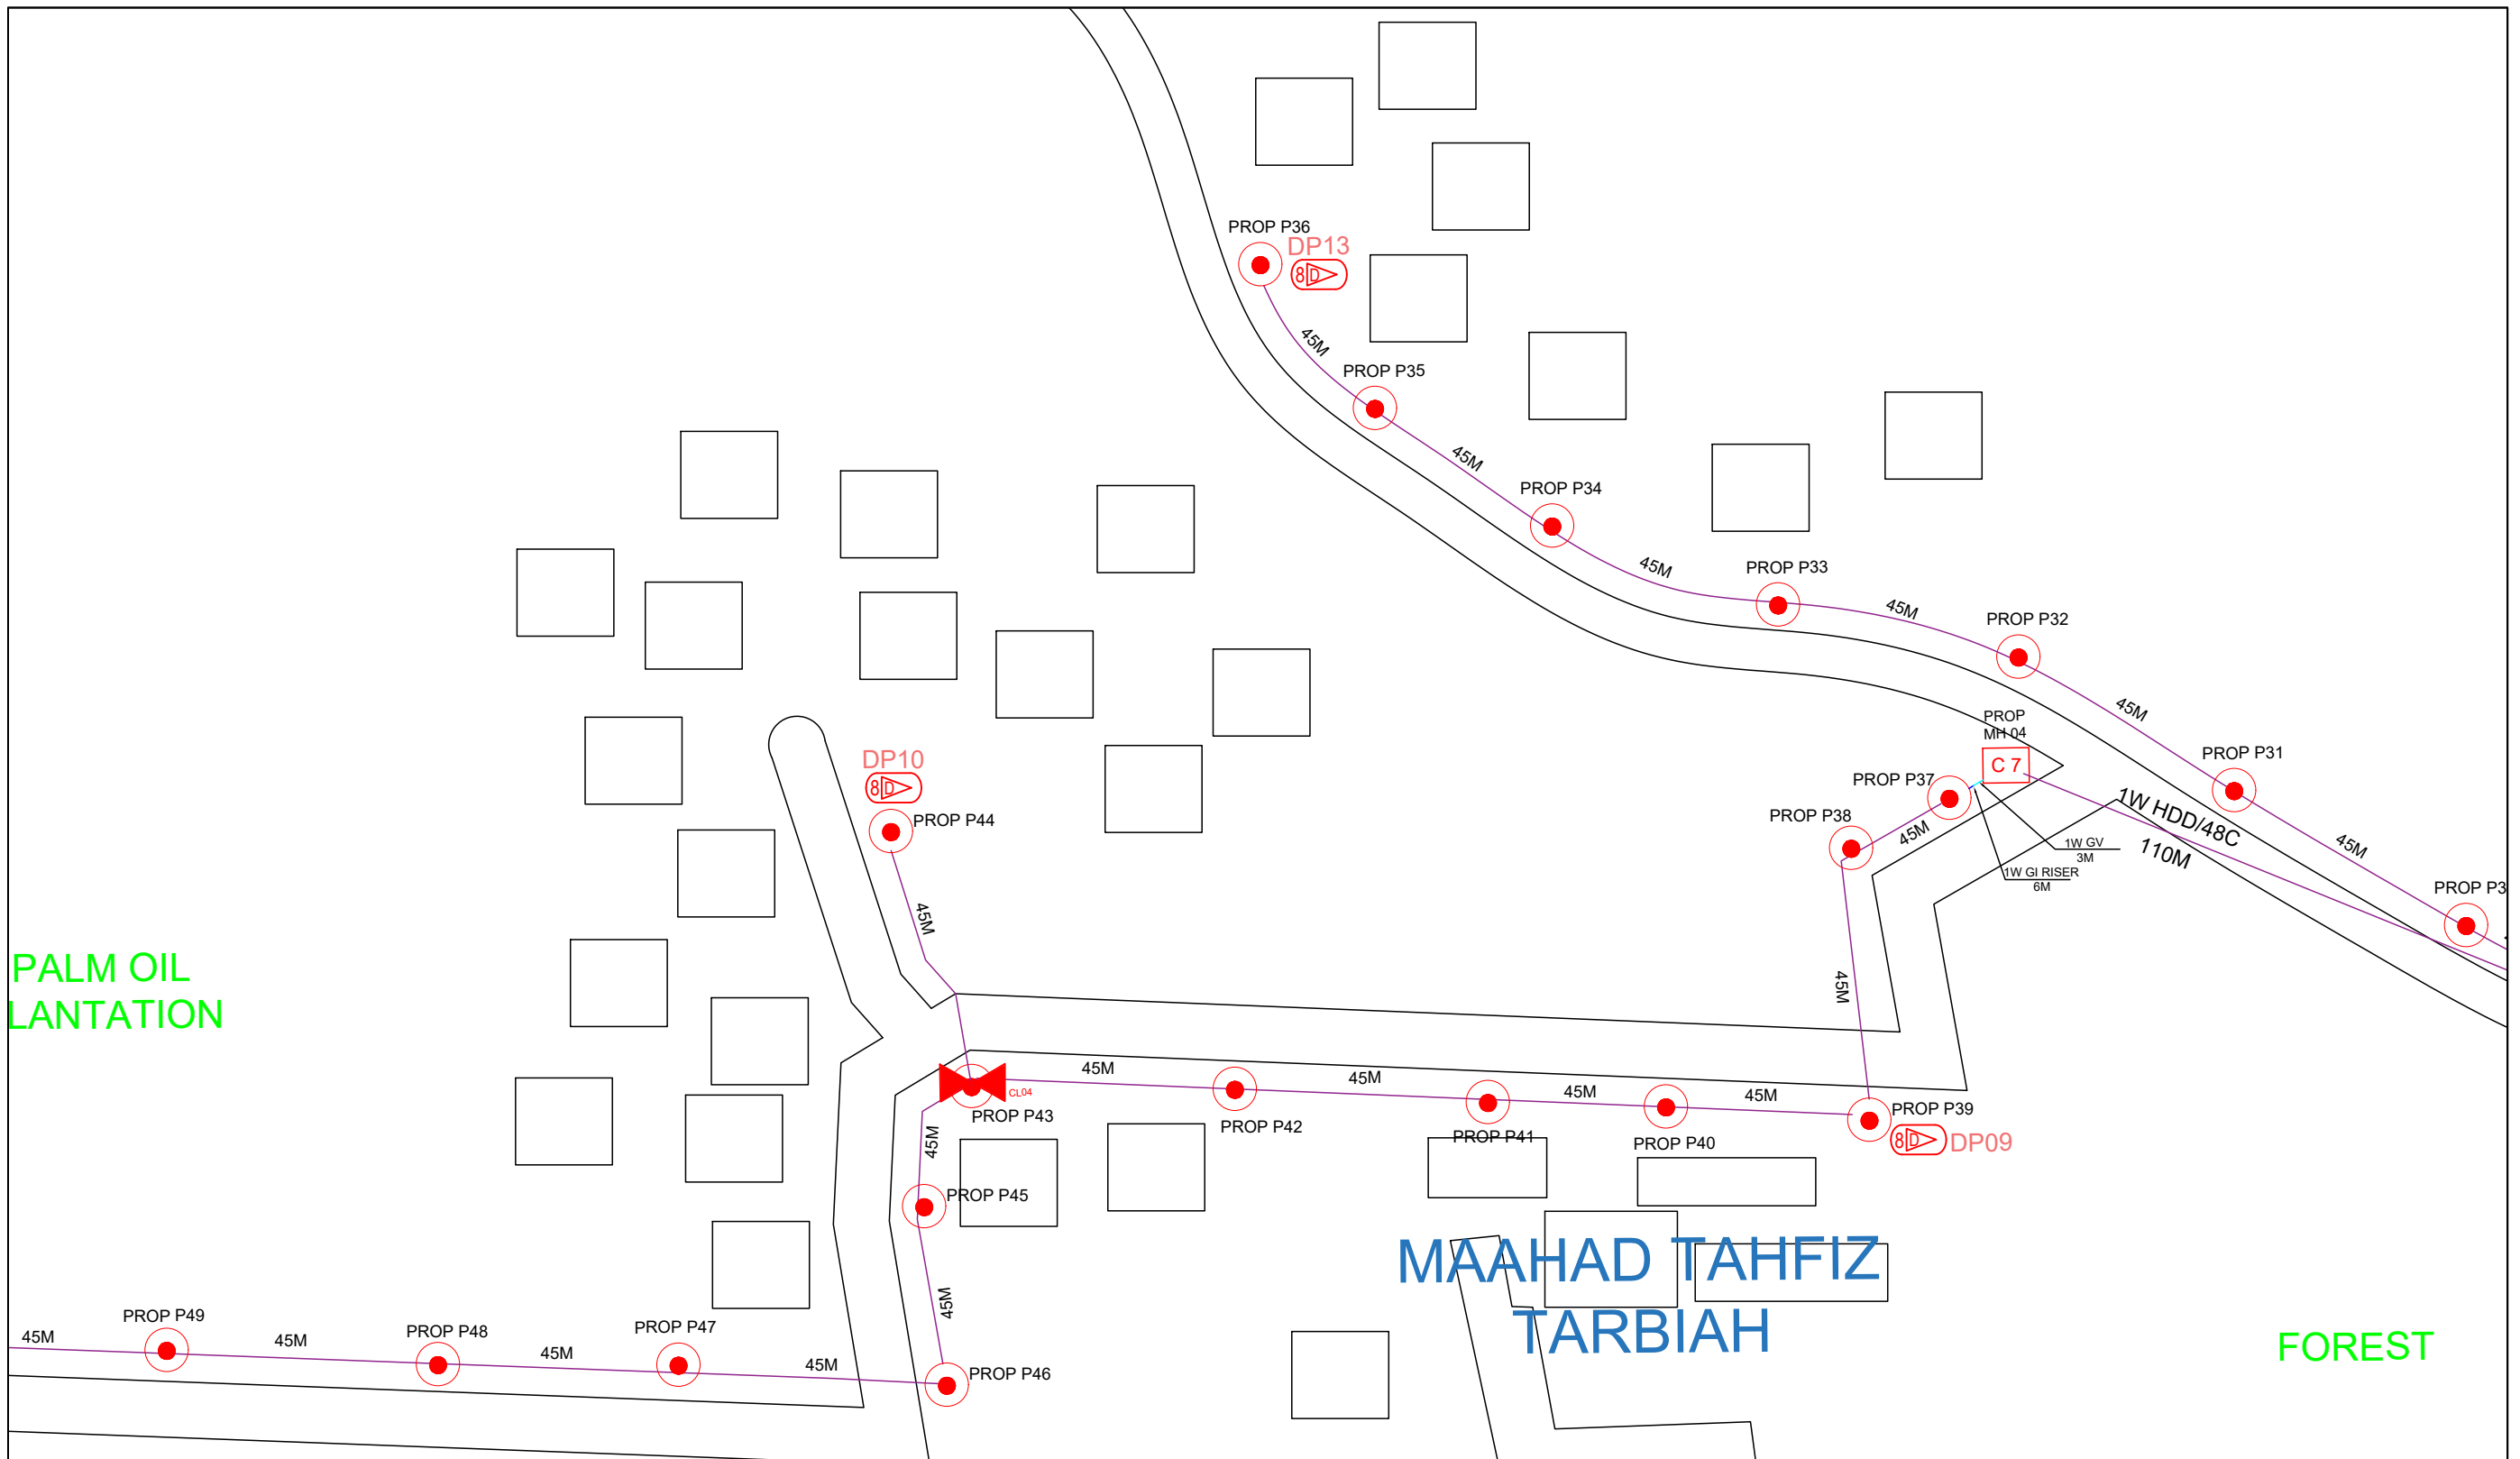 PROP P36
DP13
8 D
45M
PROP P35
45M
PROP P34
45M
PROP P33
45M
PROP P32
45M
PROP P31
45M
PROP P3
PROP
MH 04
C 7
PROP P37
PROP P38
45M
1W HDD/48C
110M
1W GV
3M
1W GI RISER
6M
DP10
8 D
PROP P44
45M
45M
PALM OIL
LANTATION
CL04
PROP P43
45M
PROP P42
45M
PROP P41
45M
PROP P40
45M
PROP P39
8 D
DP09
45M
PROP P45
45M
MAAHAD TAHFIZ
TARBIAH
FOREST
45M
PROP P49
45M
PROP P48
45M
PROP P47
45M
PROP P46